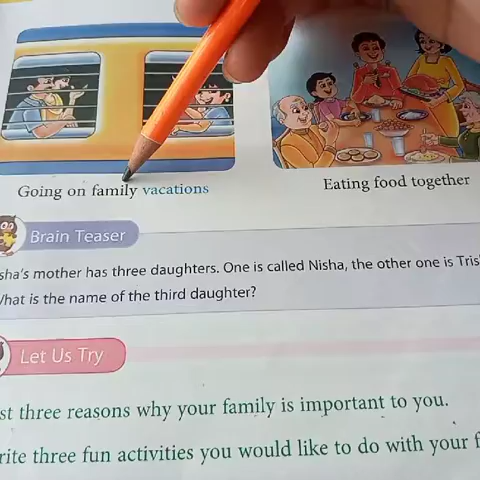 Going on family vacations
Eating food together
Brain Teaser
sha's mother has three daughters. One is called Nisha, the other one is Tris
What is the name of the third daughter?
Let Us Try
st three reasons why your family is important to you.
rite three fun activities you would like to do with your f